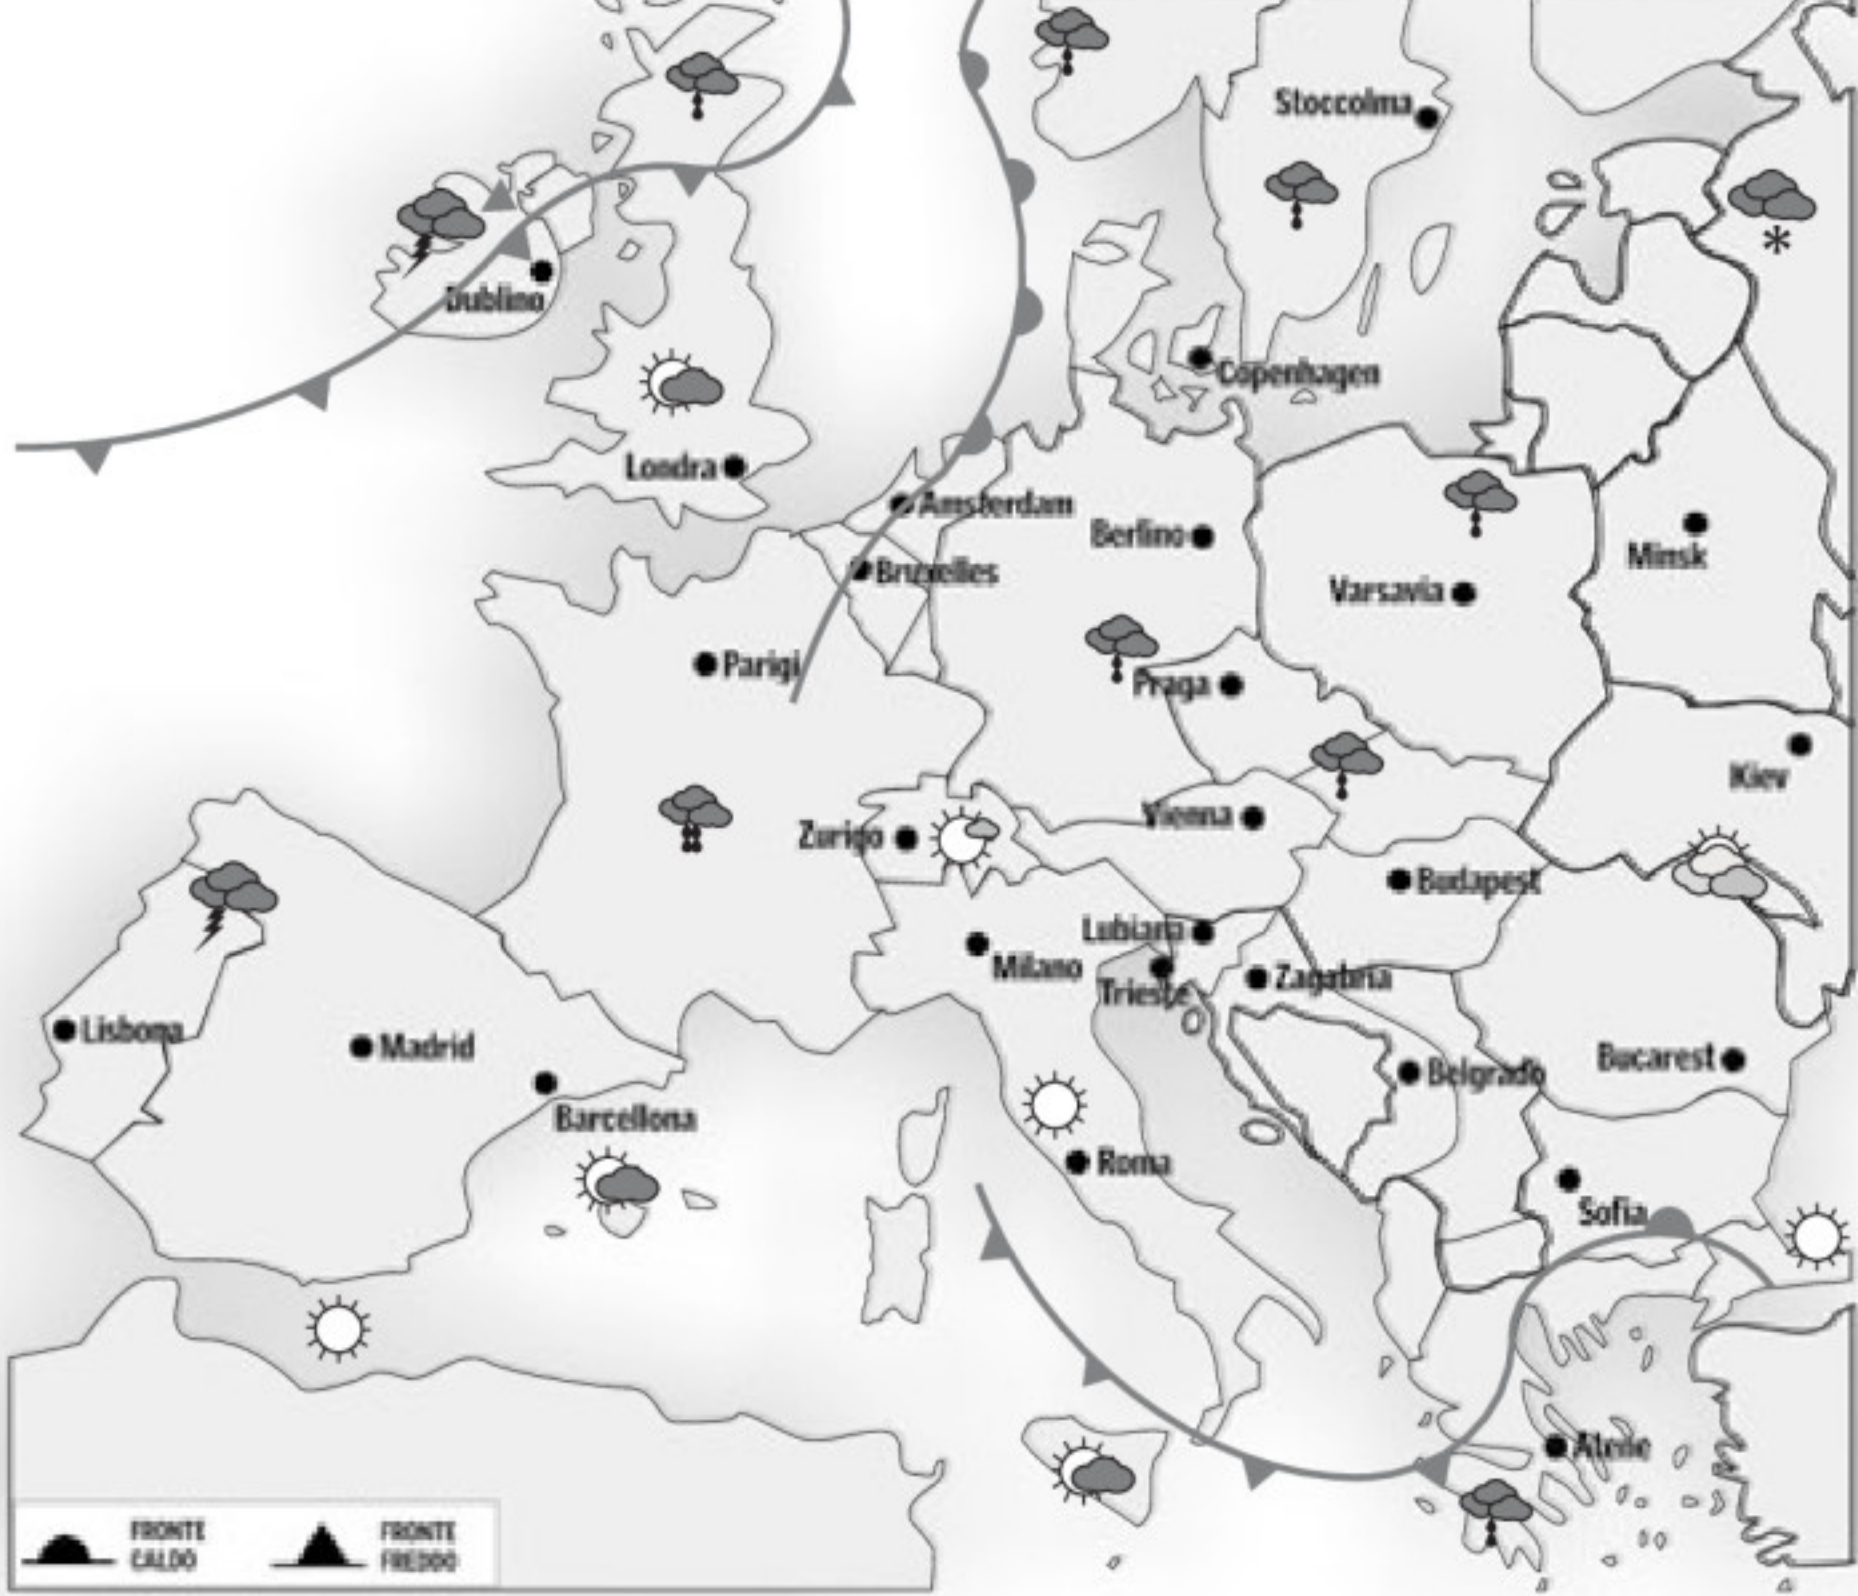 Stoccolma
Dublino
Copenhagen
Londra
Amsterdam
Berlino
Minsk
Bruxelles
Varsavia
Parigi
Praga
Kiev
Vienna
Zurigo
Budapest
Lubiana
Milano
Trieste
Zagabria
Lisbona
Madrid
Bucarest
Belgrado
Barcellona
Roma
Sofia
Atene
FRONTE
CALDO
FRONTE
FREDDO